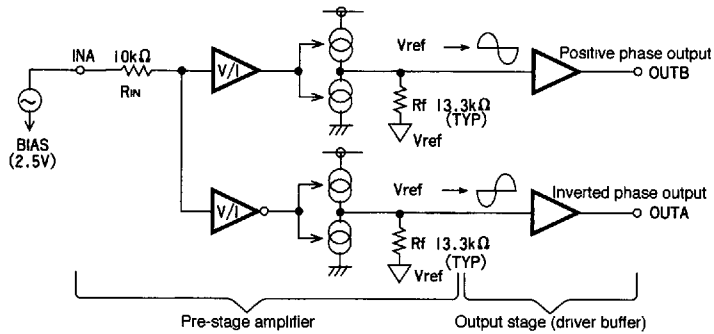 INA
10kΩ
RIN
V/I
BIAS
(2.5V)
Vref
Rf 13.3kΩ
(TYP)
Vref
Positive phase output
OUTB
V/I
Vref
Rf 13.3kΩ
(TYP)
Vref
Inverted phase output
OUTA
Pre-stage amplifier
Output stage (driver buffer)